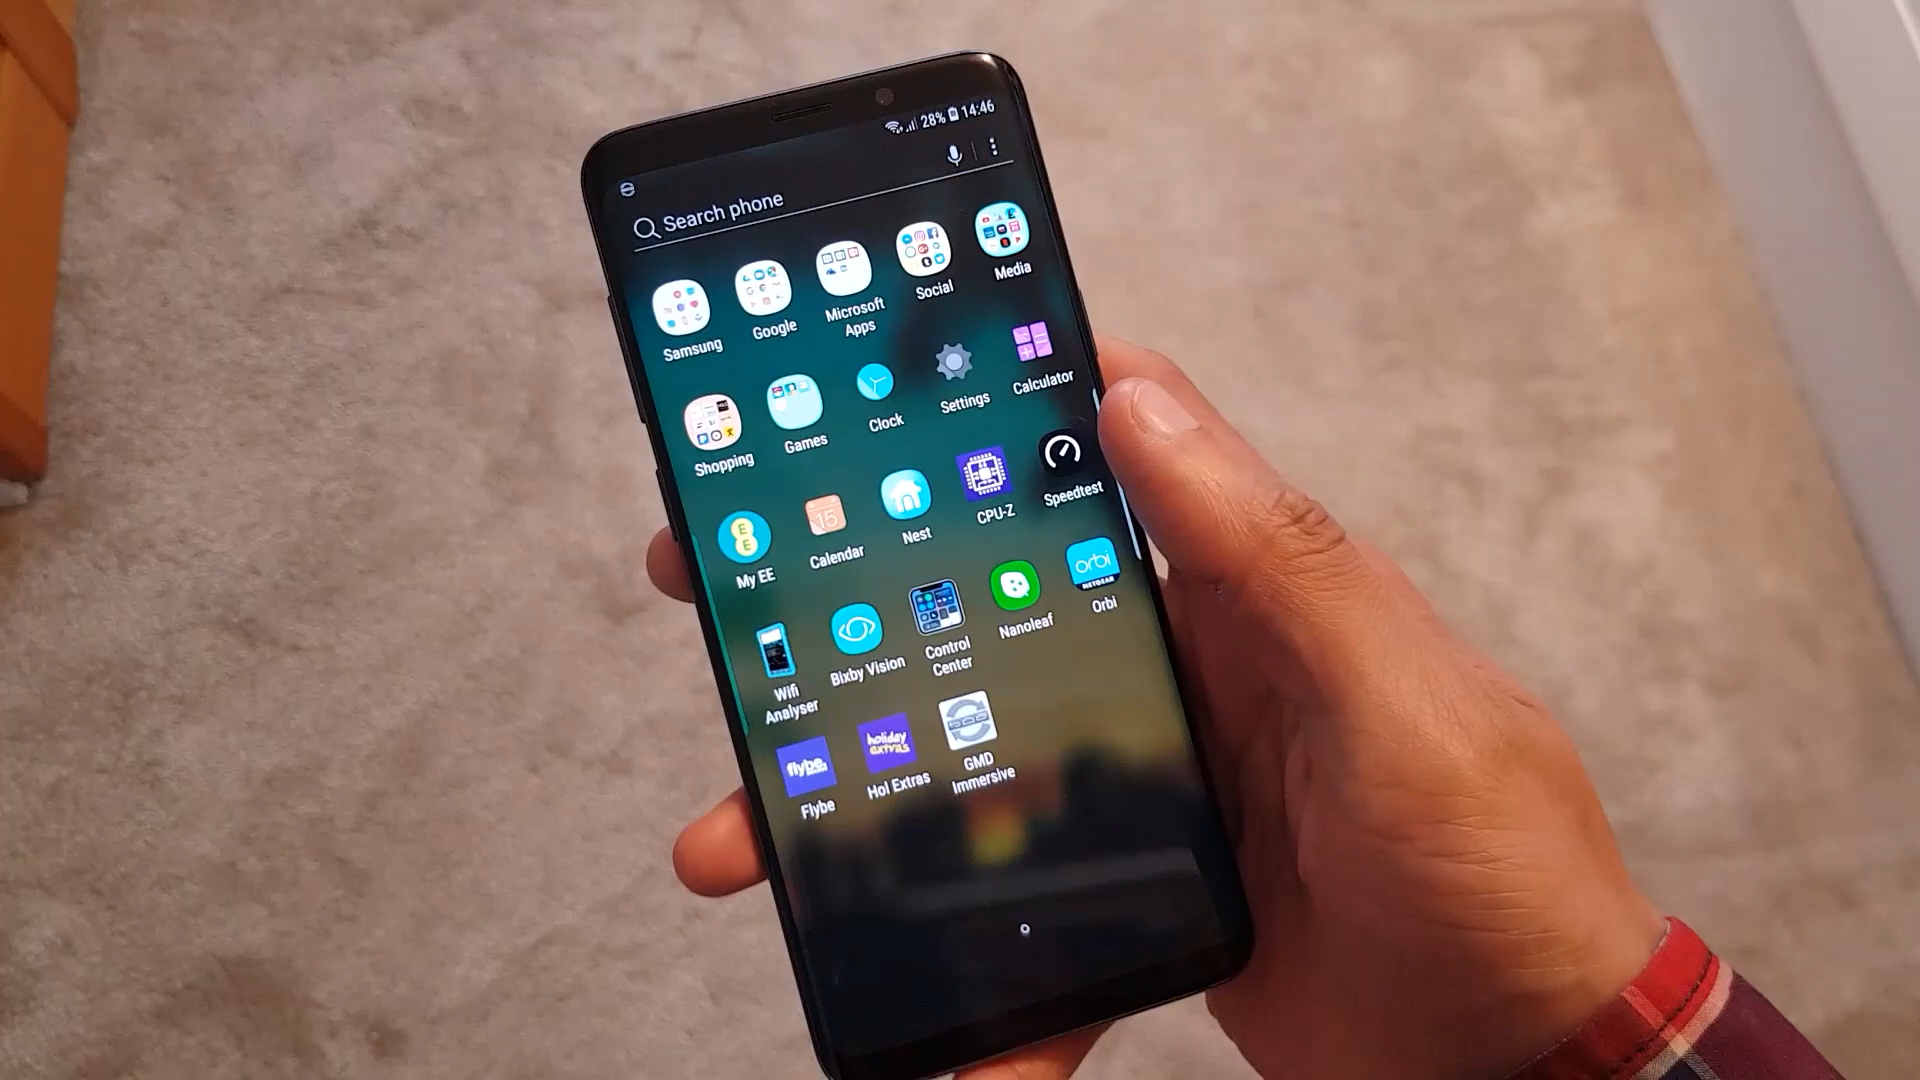 28% 14:46
Search phone
Samsung
Google
Microsoft
Apps
Social
Media
Shopping
Games
Clock
Settings
Calculator
E
E
My EE
15
Calendar
Nest
CPU-Z
Speedtest
Wifi
Analyser
Bixby Vision
Control
Center
Nanoleaf
orbi
NETGEAR
Orbi
flybe
Flybe
holiday
extras
Hol Extras
GMD
Immersive